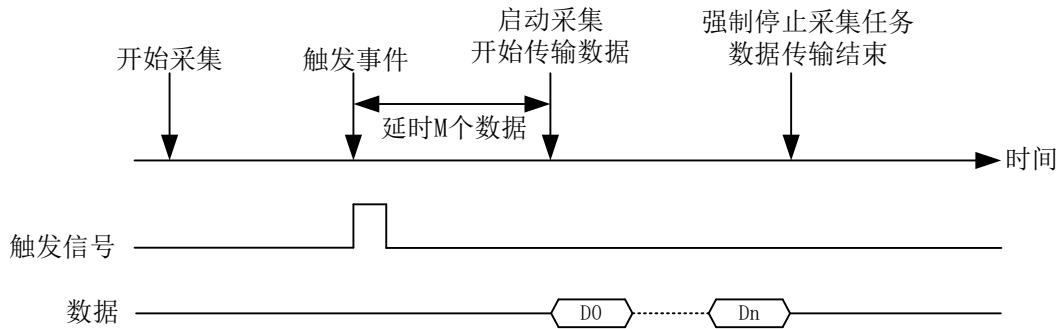 开始采集
触发事件
启动采集
开始传输数据
强制停止采集任务
数据传输结束
延时M个数据
时间
触发信号
数据
D0
Dn